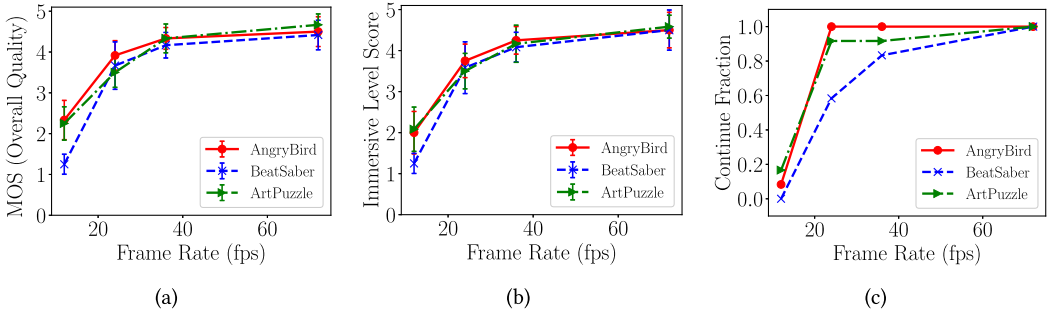 MOS (Overall Quality)
5
4
3
2
1
0
20
40
60
Frame Rate (fps)
AngryBird
BeatSaber
ArtPuzzle
(a)
Immersive Level Score
5
4
3
2
1
0
20
40
60
Frame Rate (fps)
AngryBird
BeatSaber
ArtPuzzle
(b)
Continue Fraction
1.0
0.8
0.6
0.4
0.2
0.0
20
40
60
Frame Rate (fps)
AngryBird
BeatSaber
ArtPuzzle
(c)